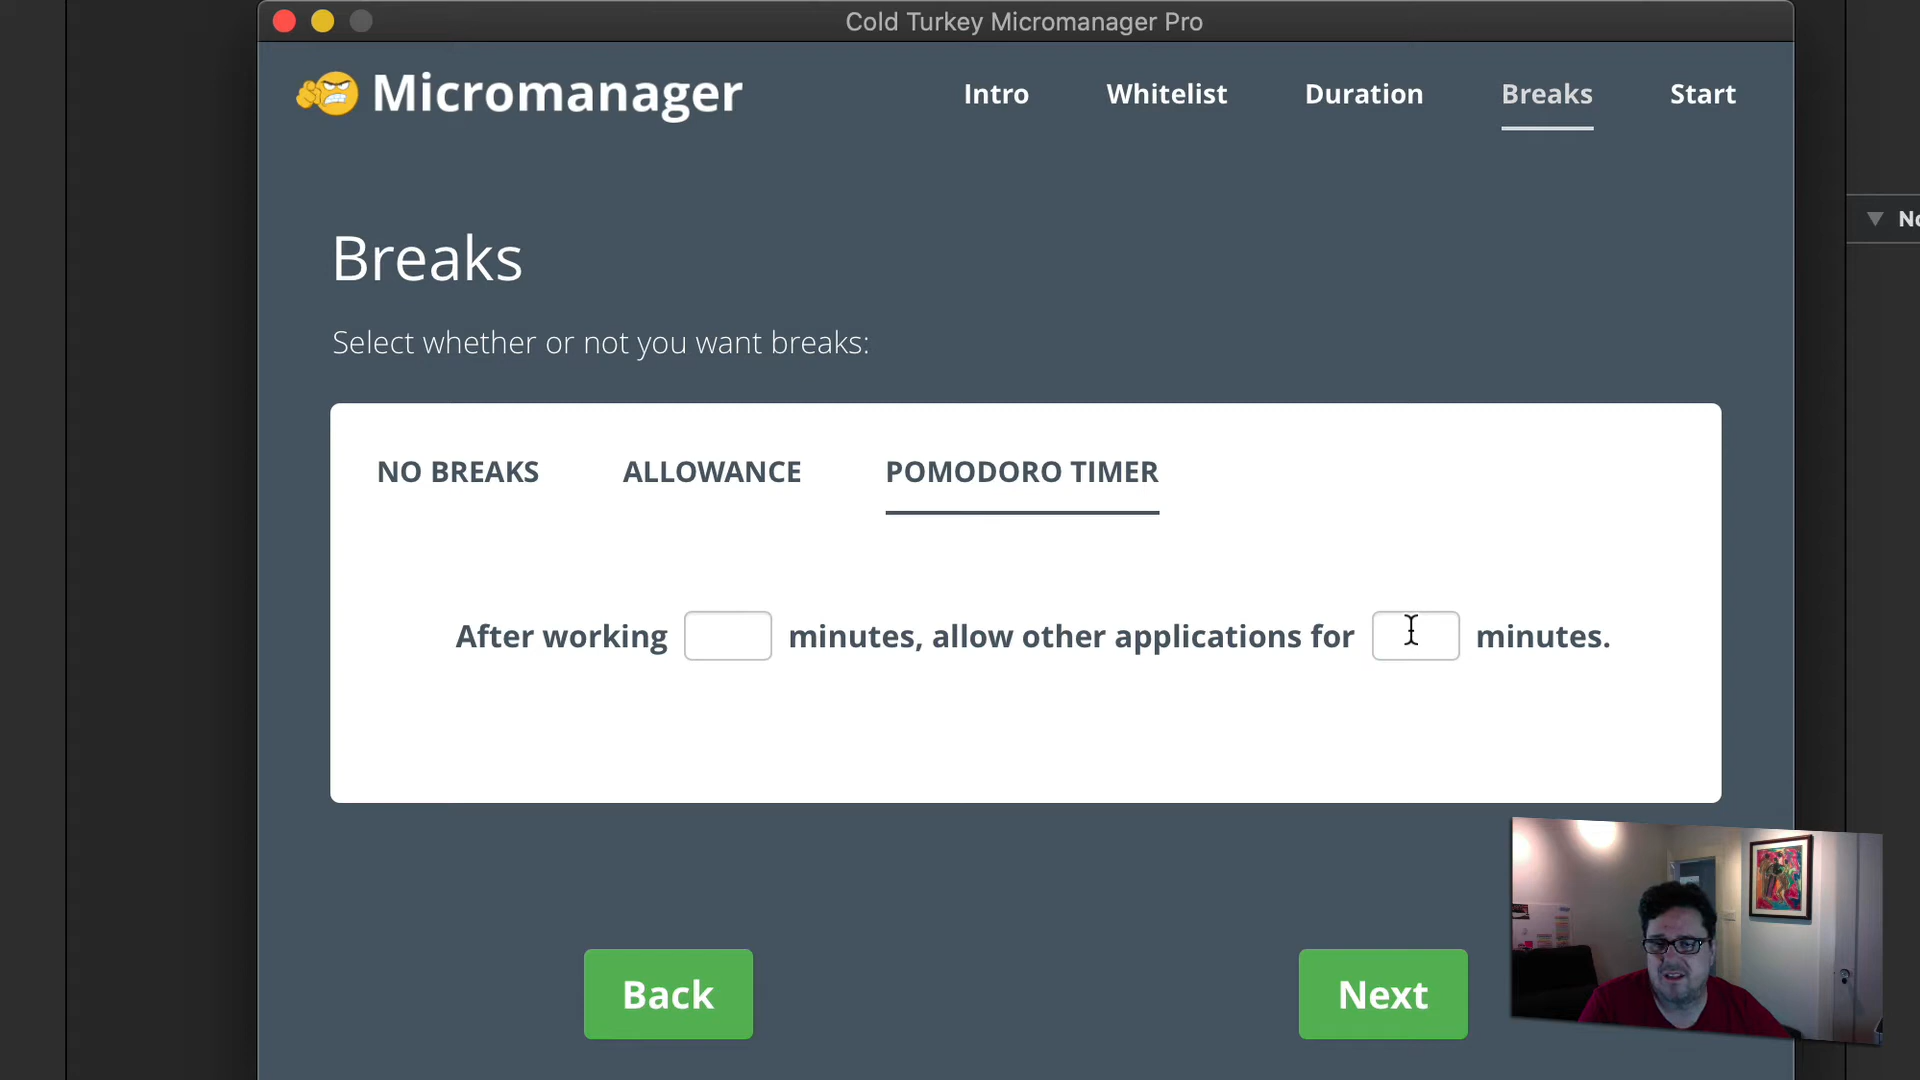 Cold Turkey Micromanager Pro
Micromanager
Intro Whitelist Duration Breaks Start
Breaks
Select whether or not you want breaks:
NO BREAKS ALLOWANCE POMODORO TIMER
After working minutes, allow other applications for minutes.
Back Next